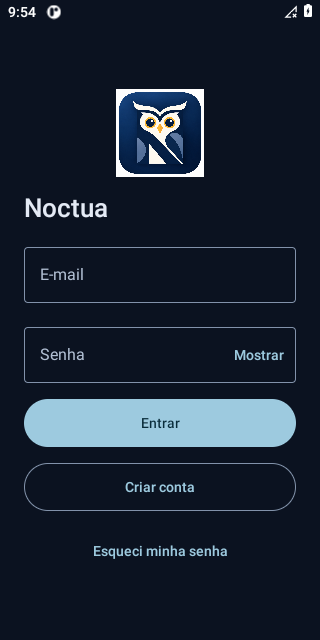 9:54
Noctua
E-mail
Senha
Mostrar
Entrar
Criar conta
Esqueci minha senha